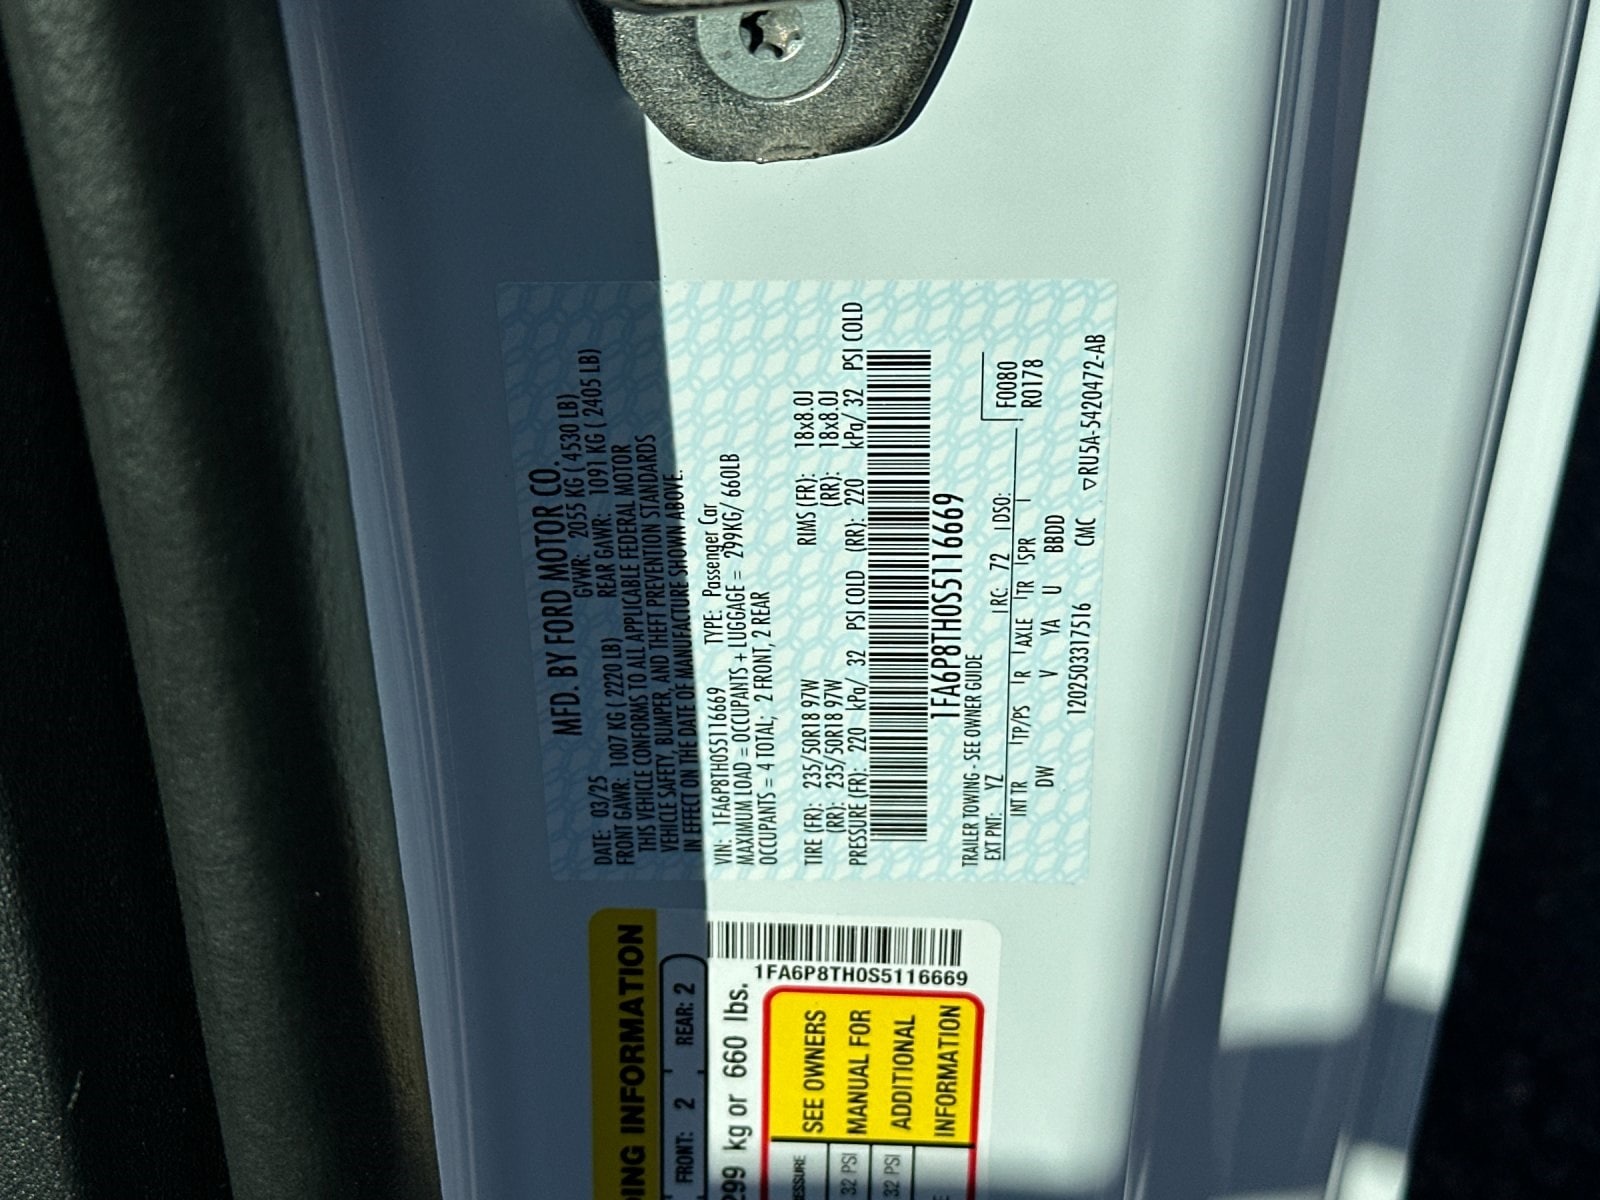 MFD. BY FORD MOTOR CO.
DATE: 03/25 GVWR: 2055 KG ( 4530 LB)
FRONT GAWR: 1007 KG ( 2220 LB) REAR GAWR: 1091 KG ( 2405 LB)
THIS VEHICLE CONFORMS TO ALL APPLICABLE FEDERAL MOTOR
VEHICLE SAFETY, BUMPER, AND THEFT PREVENTION STANDARDS
IN EFFECT ON THE DATE OF MANUFACTURE SHOWN ABOVE.
VIN: 1FA6P8TH0S5116669 TYPE: Passenger Car
MAXIMUM LOAD = OCCUPANTS + LUGGAGE = 299KG/ 660LB
OCCUPANTS = 4 TOTAL; 2 FRONT, 2 REAR
TIRE (FR): 235/50R18 97W RIMS (FR): 18x8.0J
(RR): 235/50R18 97W (RR): 18x8.0J
PRESSURE (FR): 220 kPa/ 32 PSI COLD (RR): 220 kPa/ 32 PSI COLD
1FA6P8TH0S5116669
TRAILER TOWING - SEE OWNER GUIDE
EXT PNT: YZ RC: 72 DSO: F0080
R0178
INT TR TP/PS R AXLE TR SPR
DW V YA U BBDD
1202503317516 CMC ▽RU5A-5420472-AB
DING INFORMATION
FRONT: 2 REAR: 2
299 kg or 660 lbs.
1FA6P8TH0S5116669
ESSURE
32 PSI
32 PSI
SEE OWNERS
MANUAL FOR
ADDITIONAL
INFORMATION